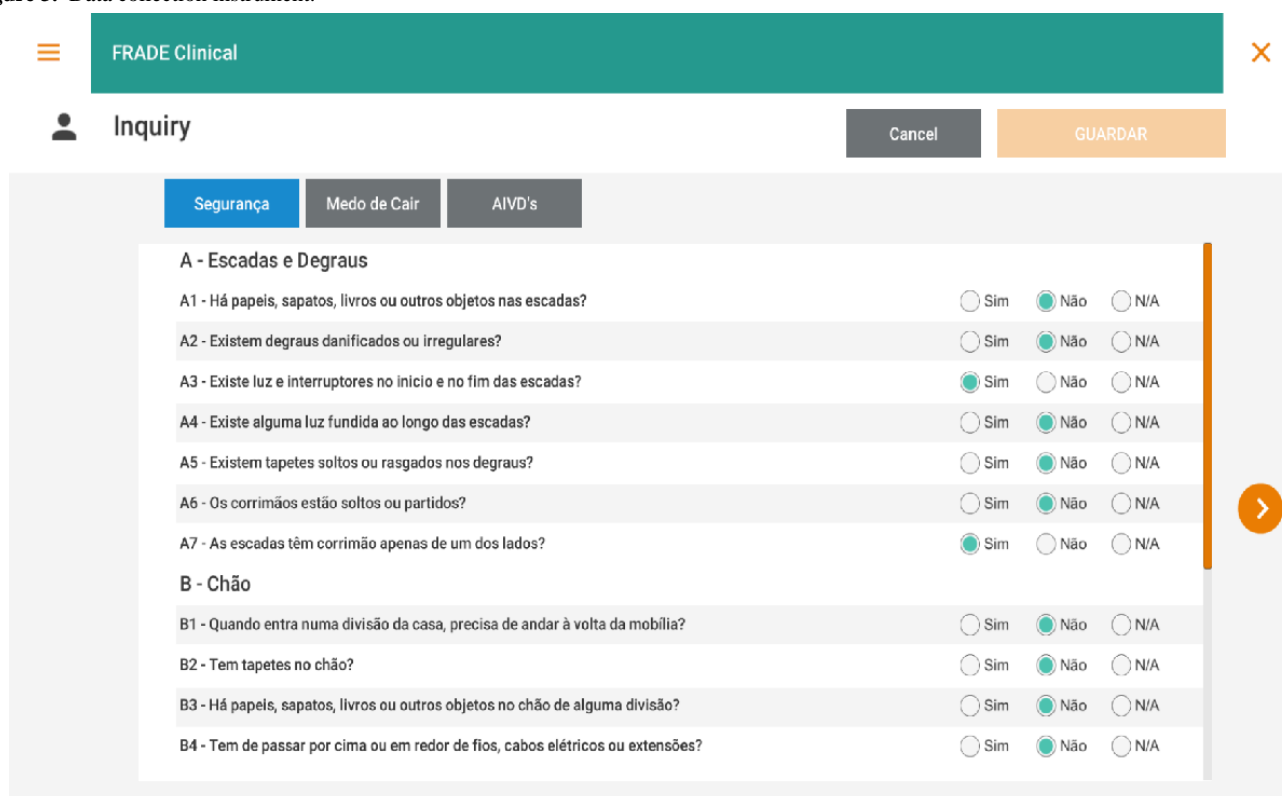 FRADE Clinical
Inquiry
Cancel
GUARDAR
Segurança
Medo de Cair
AIVD's
A - Escadas e Degraus
A1 - Há papeis, sapatos, livros ou outros objetos nas escadas? Sim Não N/A
A2 - Existem degraus danificados ou irregulares? Sim Não N/A
A3 - Existe luz e interruptores no inicio e no fim das escadas? Sim Não N/A
A4 - Existe alguma luz fundida ao longo das escadas? Sim Não N/A
A5 - Existem tapetes soltos ou rasgados nos degraus? Sim Não N/A
A6 - Os corrimãos estão soltos ou partidos? Sim Não N/A
A7 - As escadas têm corrimão apenas de um dos lados? Sim Não N/A
B - Chão
B1 - Quando entra numa divisão da casa, precisa de andar à volta da mobília? Sim Não N/A
B2 - Tem tapetes no chão? Sim Não N/A
B3 - Há papeis, sapatos, livros ou outros objetos no chão de alguma divisão? Sim Não N/A
B4 - Tem de passar por cima ou em redor de fios, cabos elétricos ou extensões? Sim Não N/A